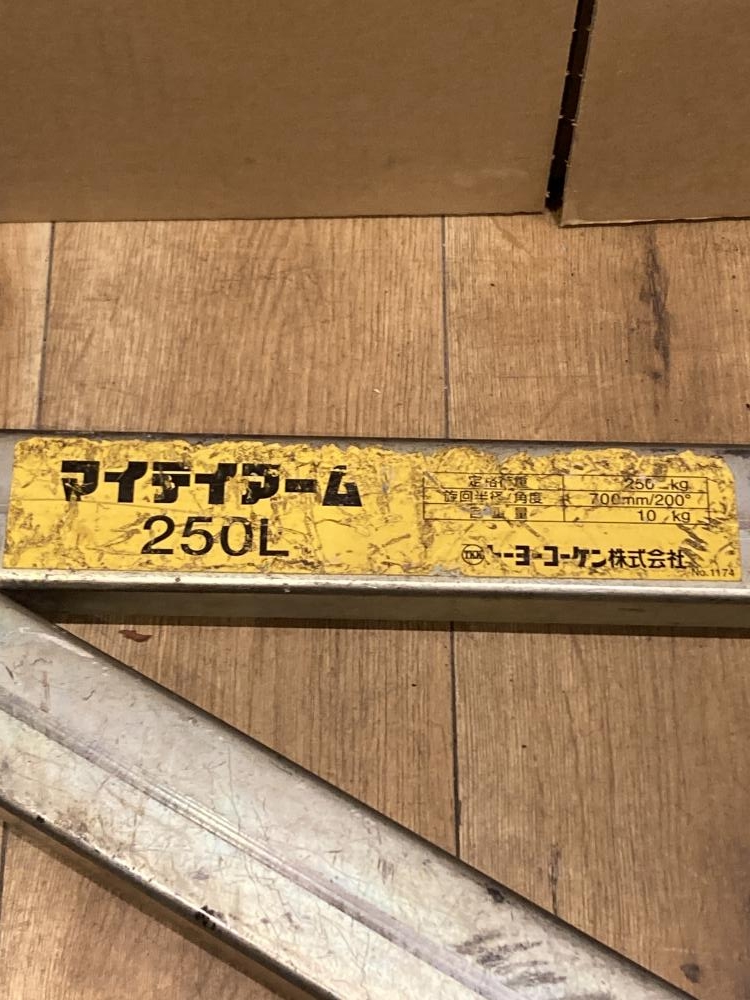 マイティアーム
250L
定格荷重 250 kg
旋回半径/角度 700mm/200°
自重量 10 kg
TKK トーヨーコーケン株式会社
No.1174